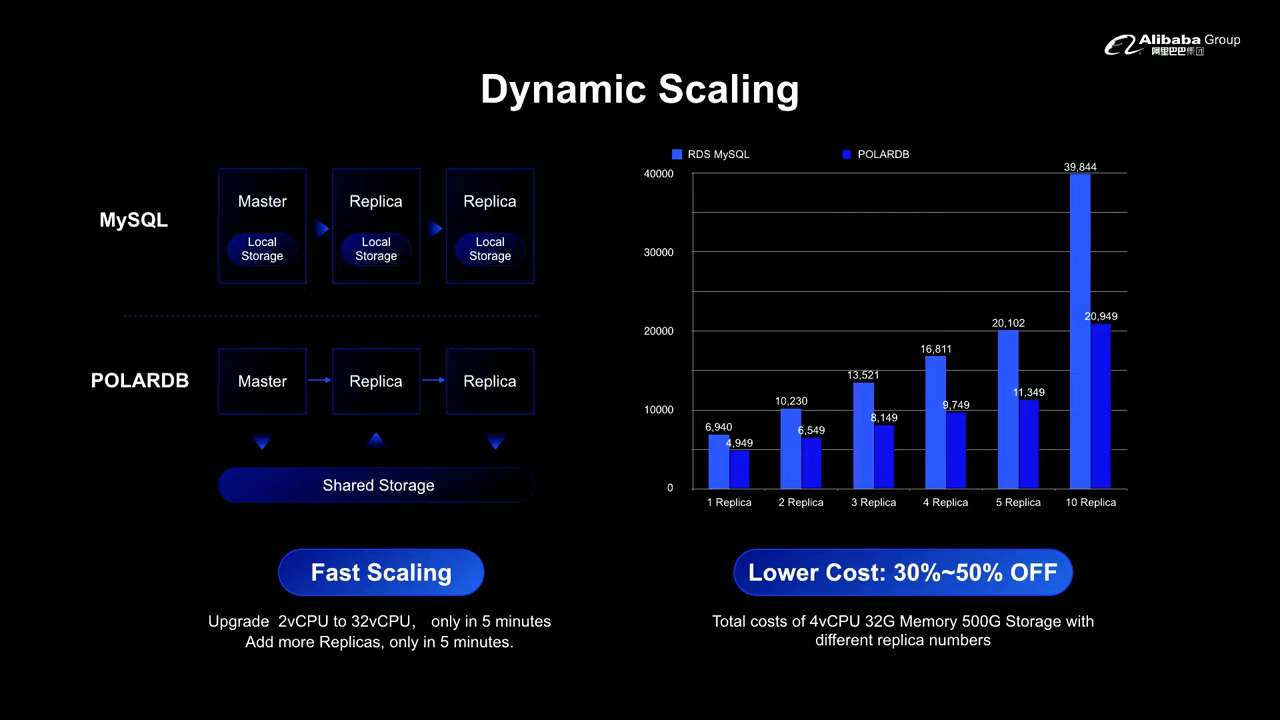 Alibaba Group
阿里巴巴集团
Dynamic Scaling
MySQL
Master
Replica
Replica
Local
Storage
Local
Storage
Local
Storage
POLARDB
Master
Replica
Replica
Shared Storage
Fast Scaling
Upgrade 2vCPU to 32vCPU， only in 5 minutes
Add more Replicas, only in 5 minutes.
RDS MySQL
POLARDB
40000
30000
20000
10000
0
6,940
4,949
10,230
6,549
13,521
8,149
16,811
9,749
20,102
11,349
39,844
20,949
1 Replica
2 Replica
3 Replica
4 Replica
5 Replica
10 Replica
Lower Cost: 30%~50% OFF
Total costs of 4vCPU 32G Memory 500G Storage with
different replica numbers